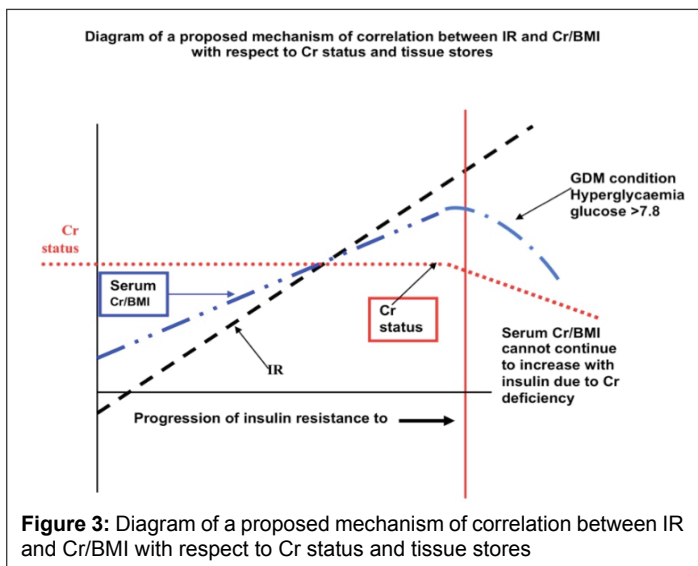 Diagram of a proposed mechanism of correlation between IR and Cr/BMI
with respect to Cr status and tissue stores
GDM condition
Hyperglycaemia
glucose >7.8
Cr
status
Serum
Cr/BMI
Cr
status
IR
Serum Cr/BMI
cannot continue
to increase with
insulin due to Cr
deficiency
Progression of insulin resistance to
Figure 3: Diagram of a proposed mechanism of correlation between IR
and Cr/BMI with respect to Cr status and tissue stores